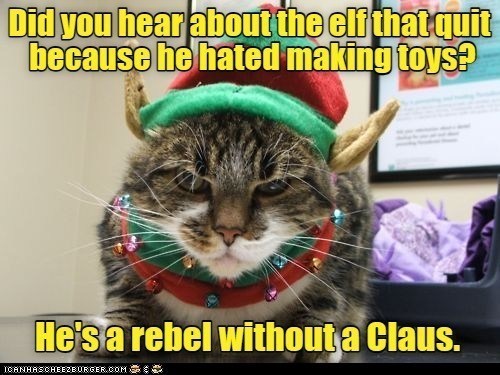 Did you hear about the elf that quit
because he hated making toys?
He's a rebel without a Claus.
ICANHASCHEEZBURGER.COM